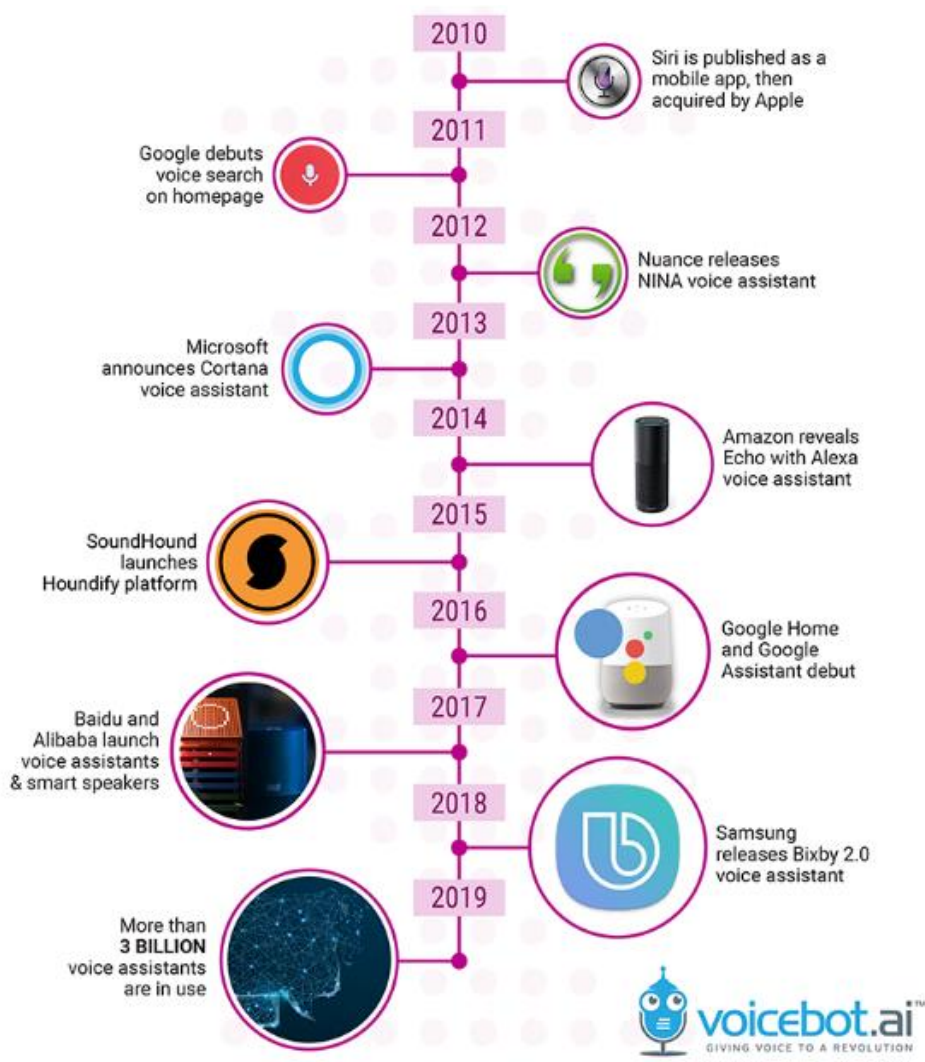 2010
Siri is published as a
mobile app, then
acquired by Apple
2011
Google debuts
voice search
on homepage
2012
Nuance releases
NINA voice assistant
2013
Microsoft
announces Cortana
voice assistant
2014
Amazon reveals
Echo with Alexa
voice assistant
2015
SoundHound
launches
Houndify platform
2016
Google Home
and Google
Assistant debut
2017
Baidu and
Alibaba launch
voice assistants
& smart speakers
2018
Samsung
releases Bixby 2.0
voice assistant
2019
More than
3 BILLION
voice assistants
are in use
voicebot.ai™
GIVING VOICE TO A REVOLUTION